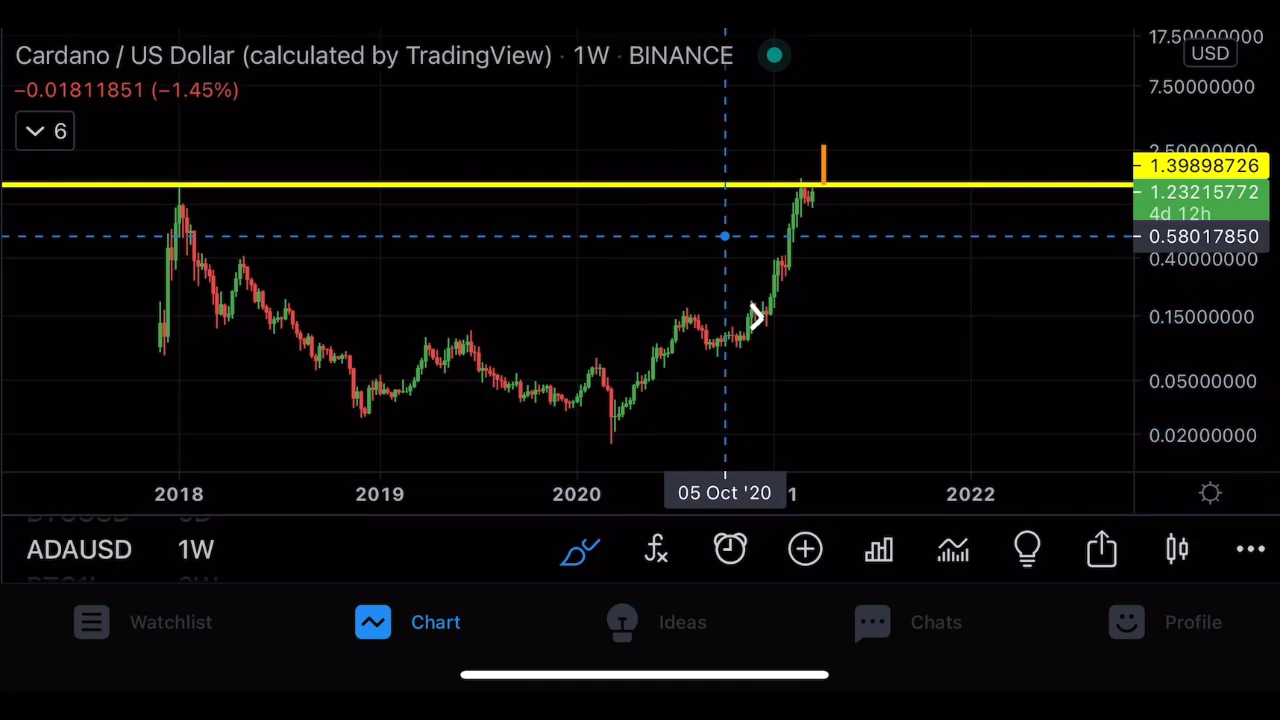 17.50000000
Cardano / US Dollar (calculated by TradingView) · 1W · BINANCE
USD
−0.01811851 (−1.45%)
7.50000000
6
2.50000000
1.39898726
1.23215772
4d 12h
0.58017850
0.40000000
0.15000000
0.05000000
0.02000000
2018 2019 2020 05 Oct '20 1 2022
ADAUSD 1W
Watchlist Chart Ideas Chats Profile